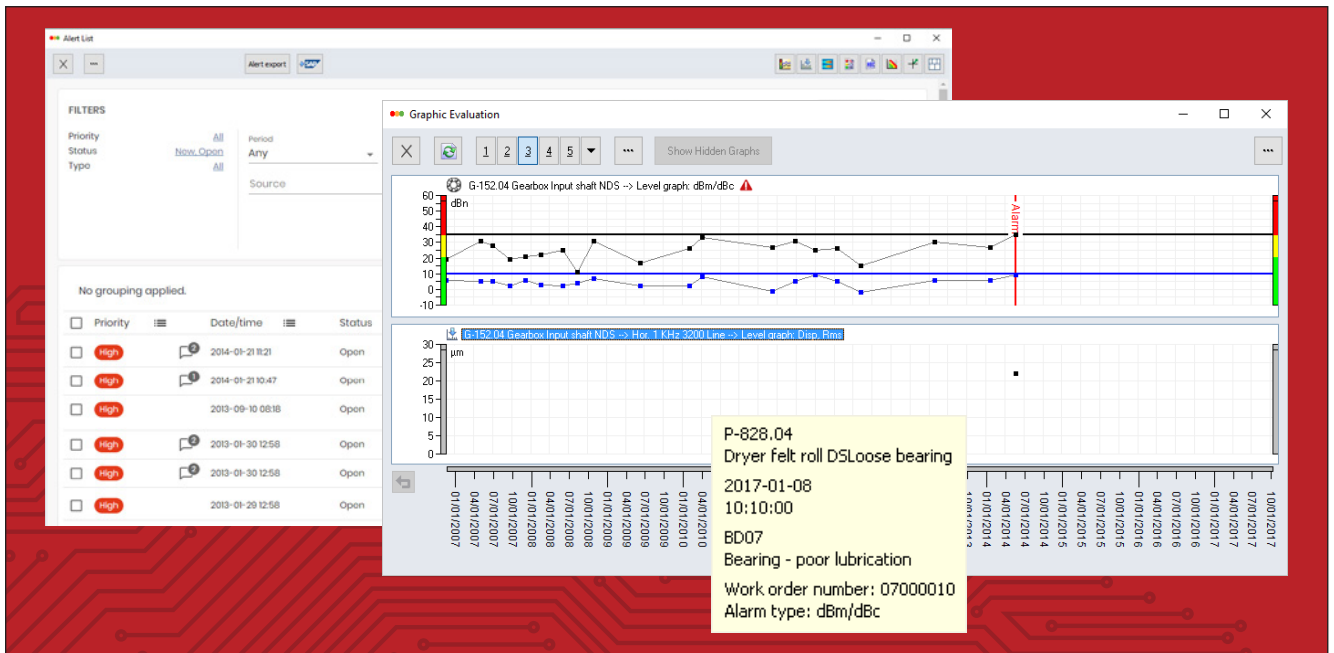 Alert List
Alert export
SAP
FILTERS
Priority All
Status New, Open
Type All
Period
Any
Source
No grouping applied.
Priority Date/time Status
High 2 2014-01-21 11:21 Open
High 1 2014-01-21 10:47 Open
High 2013-09-10 08:18 Open
High 2 2013-01-30 12:58 Open
High 2 2013-01-30 12:58 Open
High 2013-01-29 12:58 Open
Graphic Evaluation
1 2 3 4 5 ... Show Hidden Graphs ...
G-152.04 Gearbox Input shaft NDS --> Level graph: dBm/dBc
dBn
60
50
40
30
20
10
0
-10
Alarm
G-152.04 Gearbox Input shaft NDS --> Hor. 1 KHz 3200 Line --> Level graph: Disp. Rms
µm
30
25
20
15
10
5
0
01/01/2007
04/01/2007
07/01/2007
10/01/2007
01/01/2008
04/01/2008
07/01/2008
10/01/2008
01/01/2009
04/01/2009
07/01/2009
10/01/2009
01/01/2010
04/01/2010
10/01/2013
01/01/2014
04/01/2014
07/01/2014
10/01/2014
01/01/2015
04/01/2015
07/01/2015
10/01/2015
01/01/2016
04/01/2016
07/01/2016
10/01/2016
01/01/2017
04/01/2017
07/01/2017
10/01/2017
P-828.04
Dryer felt roll DSLoose bearing
2017-01-08
10:10:00
BD07
Bearing - poor lubrication
Work order number: 07000010
Alarm type: dBm/dBc